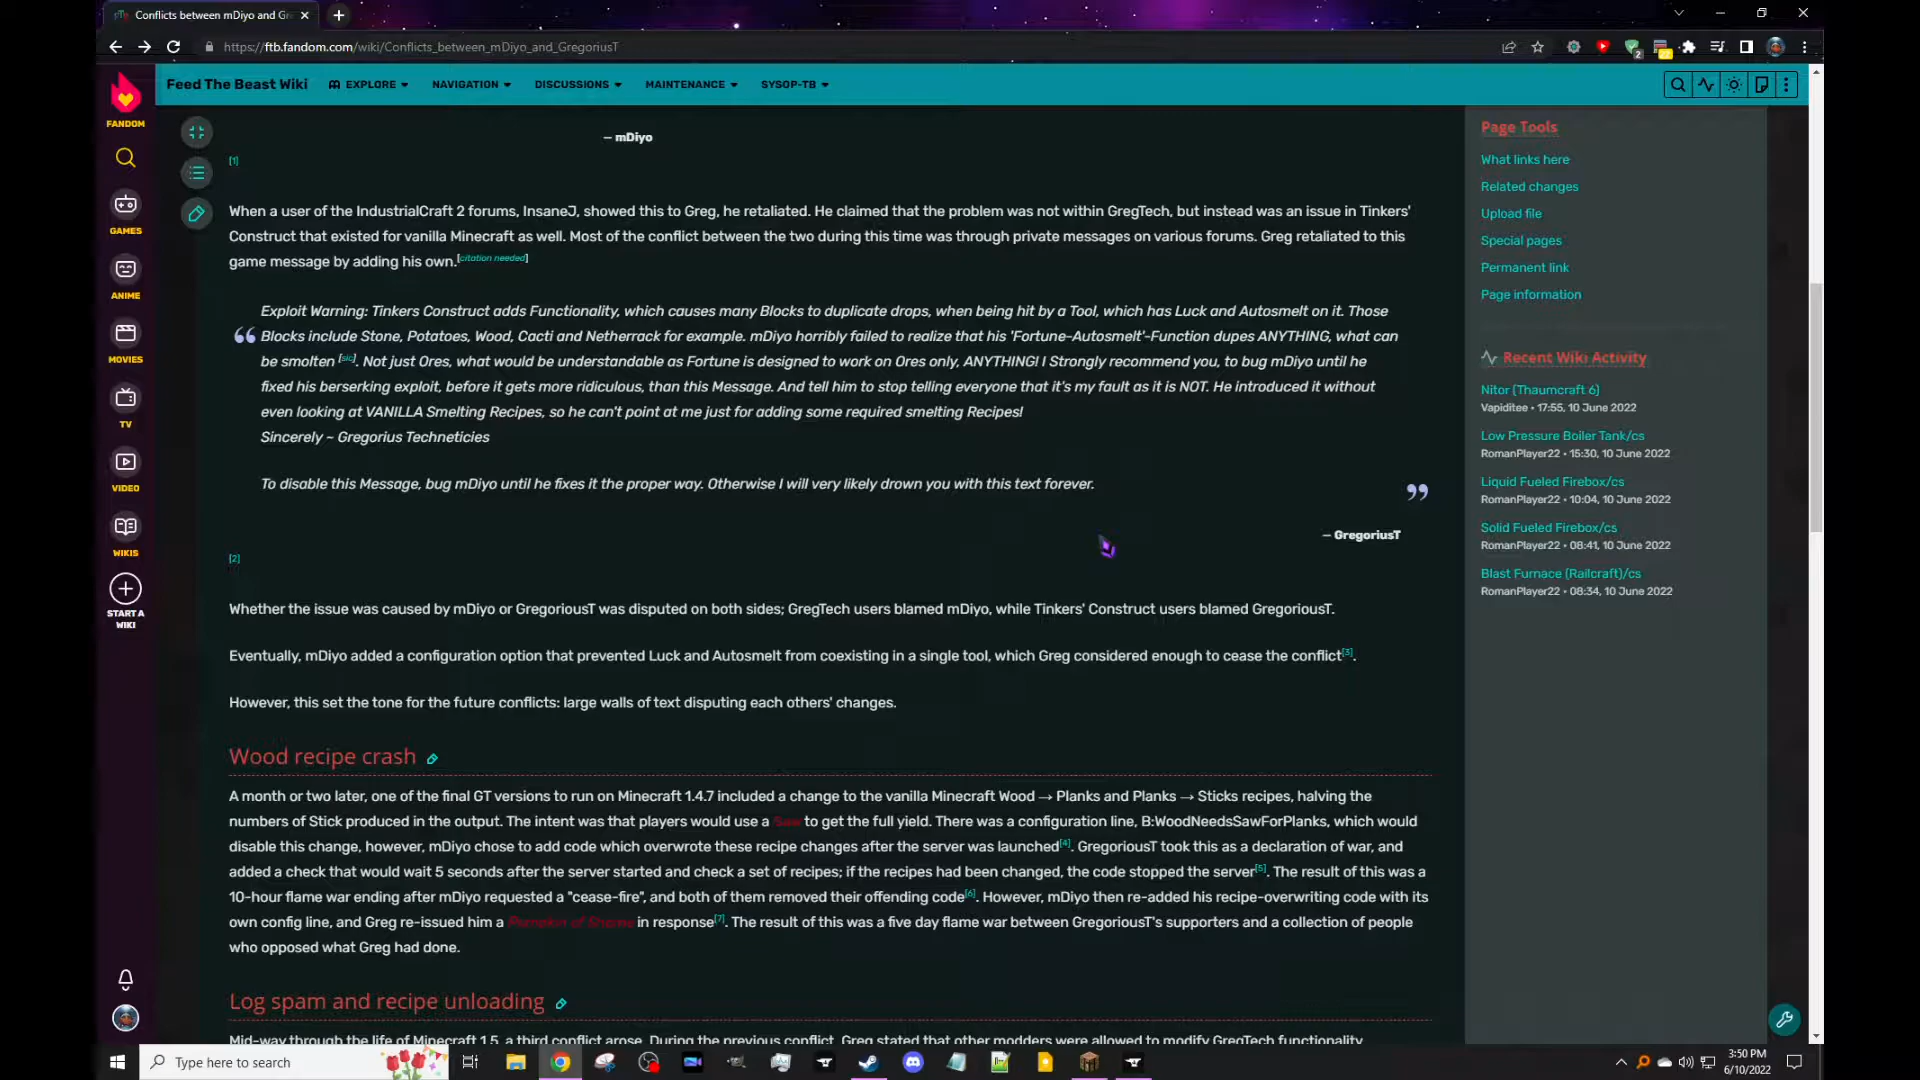 Conflicts between mDiyo and Gr
https://ftb.fandom.com/wiki/Conflicts_between_mDiyo_and_GregoriusT
2
FANDOM
GAMES
ANIME
MOVIES
TV
VIDEO
WIKIS
START A
WIKI
Feed The Beast Wiki
EXPLORE
NAVIGATION
DISCUSSIONS
MAINTENANCE
SYSOP-TB
— mDiyo
[1]
When a user of the IndustrialCraft 2 forums, InsaneJ, showed this to Greg, he retaliated. He claimed that the problem was not within GregTech, but instead was an issue in Tinkers'
Construct that existed for vanilla Minecraft as well. Most of the conflict between the two during this time was through private messages on various forums. Greg retaliated to this
game message by adding his own.[citation needed]
“ Exploit Warning: Tinkers Construct adds Functionality, which causes many Blocks to duplicate drops, when being hit by a Tool, which has Luck and Autosmelt on it. Those
Blocks include Stone, Potatoes, Wood, Cacti and Netherrack for example. mDiyo horribly failed to realize that his 'Fortune-Autosmelt'-Function dupes ANYTHING, what can
be smolten [sic]. Not just Ores, what would be understandable as Fortune is designed to work on Ores only, ANYTHING! I Strongly recommend you, to bug mDiyo until he
fixed his berserking exploit, before it gets more ridiculous, than this Message. And tell him to stop telling everyone that it's my fault as it is NOT. He introduced it without
even looking at VANILLA Smelting Recipes, so he can't point at me just for adding some required smelting Recipes!
Sincerely ~ Gregorius Techneticies
To disable this Message, bug mDiyo until he fixes it the proper way. Otherwise I will very likely drown you with this text forever. ”
— GregoriusT
[2]
Whether the issue was caused by mDiyo or GregoriousT was disputed on both sides; GregTech users blamed mDiyo, while Tinkers' Construct users blamed GregoriousT.
Eventually, mDiyo added a configuration option that prevented Luck and Autosmelt from coexisting in a single tool, which Greg considered enough to cease the conflict[3].
However, this set the tone for the future conflicts: large walls of text disputing each others' changes.
Wood recipe crash
A month or two later, one of the final GT versions to run on Minecraft 1.4.7 included a change to the vanilla Minecraft Wood → Planks and Planks → Sticks recipes, halving the
numbers of Stick produced in the output. The intent was that players would use a Saw to get the full yield. There was a configuration line, B:WoodNeedsSawForPlanks, which would
disable this change, however, mDiyo chose to add code which overwrote these recipe changes after the server was launched[4]. GregoriousT took this as a declaration of war, and
added a check that would wait 5 seconds after the server started and check a set of recipes; if the recipes had been changed, the code stopped the server[5]. The result of this was a
10-hour flame war ending after mDiyo requested a "cease-fire", and both of them removed their offending code[6]. However, mDiyo then re-added his recipe-overwriting code with its
own config line, and Greg re-issued him a Pumpkin of Shame in response[7]. The result of this was a five day flame war between GregoriousT's supporters and a collection of people
who opposed what Greg had done.
Log spam and recipe unloading
Mid-way through the life of Minecraft 1.5, a third conflict arose. During the previous conflict, Greg stated that other modders were allowed to modify GregTech functionality
Page Tools
What links here
Related changes
Upload file
Special pages
Permanent link
Page information
Recent Wiki Activity
Nitor (Thaumcraft 6)
Vapiditee • 17:55, 10 June 2022
Low Pressure Boiler Tank/cs
RomanPlayer22 • 15:30, 10 June 2022
Liquid Fueled Firebox/cs
RomanPlayer22 • 10:04, 10 June 2022
Solid Fueled Firebox/cs
RomanPlayer22 • 08:41, 10 June 2022
Blast Furnace (Railcraft)/cs
RomanPlayer22 • 08:34, 10 June 2022
Type here to search
3:50 PM
6/10/2022